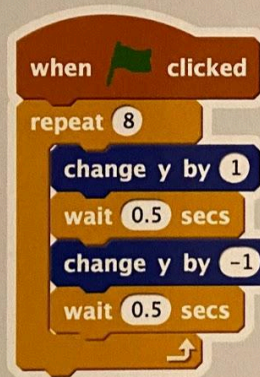 when clicked
repeat 8
change y by 1
wait 0.5 secs
change y by -1
wait 0.5 secs